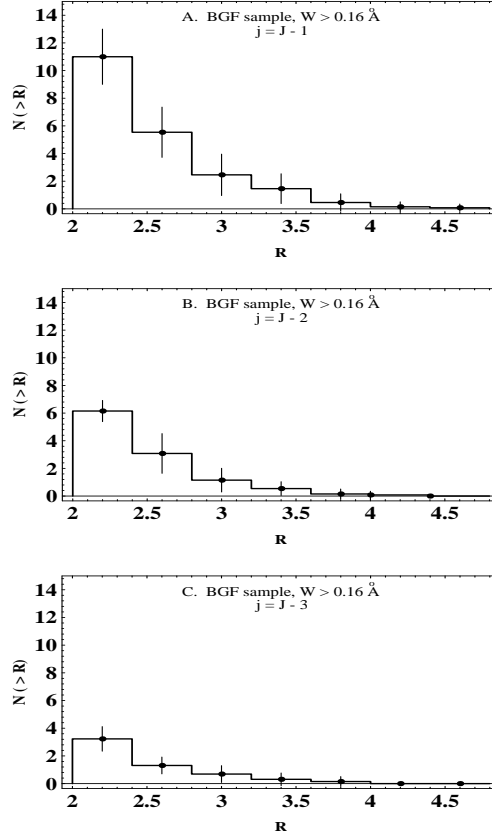 14
12
10
8
6
4
2
0
N(>R)
A. BGF sample, W > 0.16 Å
j = J - 1
2 2.5 3 3.5 4 4.5
R
14
12
10
8
6
4
2
0
N(>R)
B. BGF sample, W > 0.16 Å
j = J - 2
2 2.5 3 3.5 4 4.5
R
14
12
10
8
6
4
2
0
N(>R)
C. BGF sample, W > 0.16 Å
j = J - 3
2 2.5 3 3.5 4 4.5
R